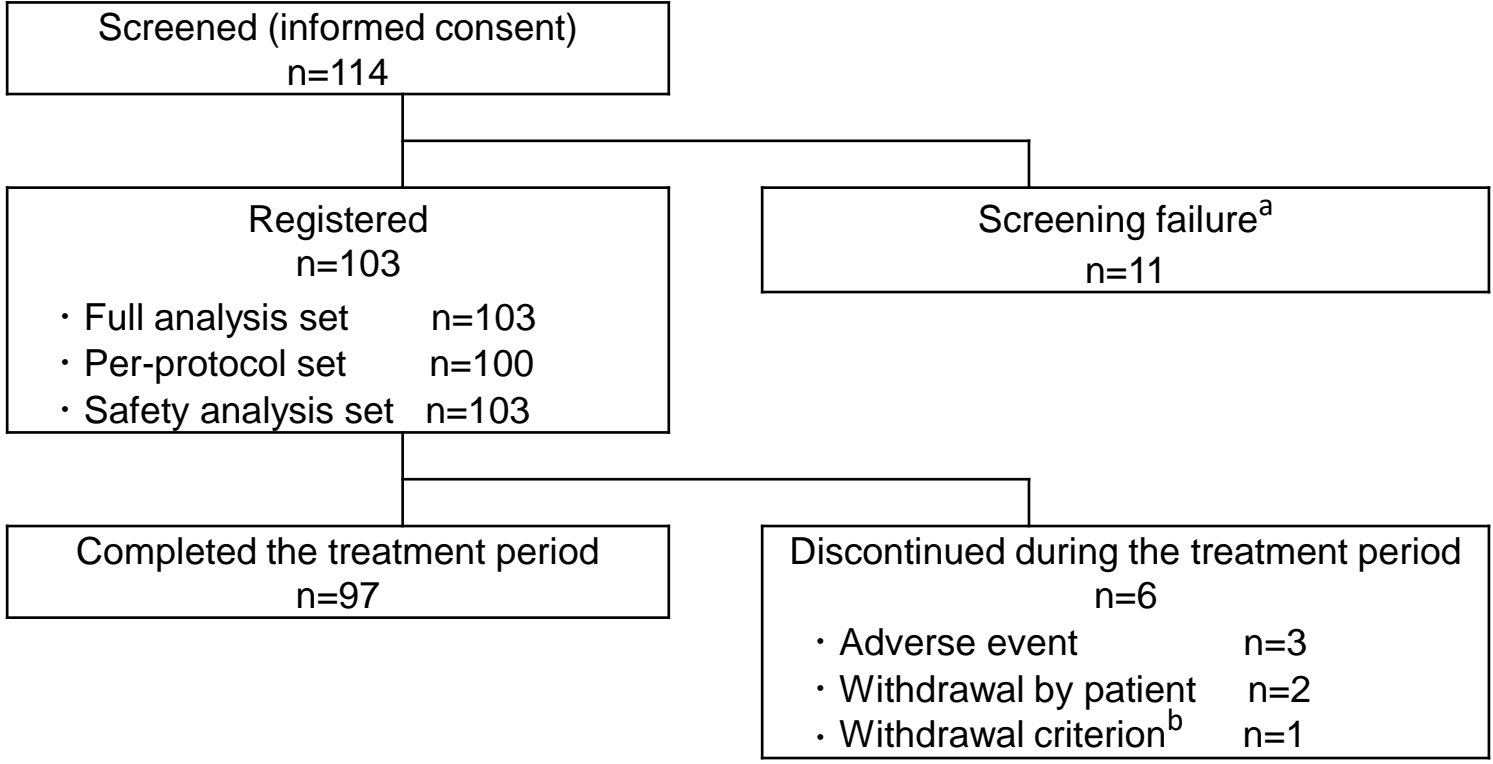 Screened (informed consent)
n=114
Registered
n=103
・Full analysis set n=103
・Per-protocol set n=100
・Safety analysis set n=103
Screening failureᵃ
n=11
Completed the treatment period
n=97
Discontinued during the treatment period
n=6
・Adverse event n=3
・Withdrawal by patient n=2
・Withdrawal criterionᵇ n=1